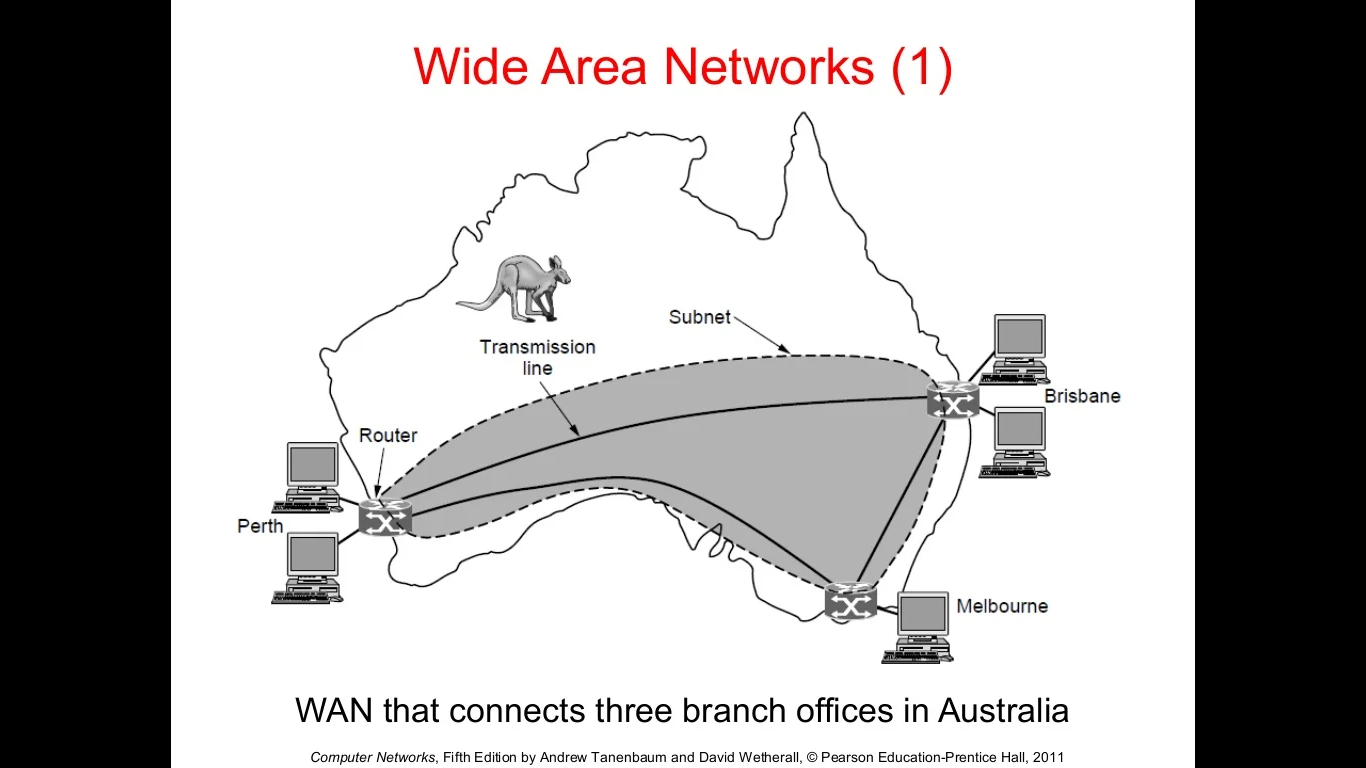 Wide Area Networks (1)
Subnet
Transmission
line
Brisbane
Router
Perth
Melbourne
WAN that connects three branch offices in Australia
Computer Networks, Fifth Edition by Andrew Tanenbaum and David Wetherall, © Pearson Education-Prentice Hall, 2011